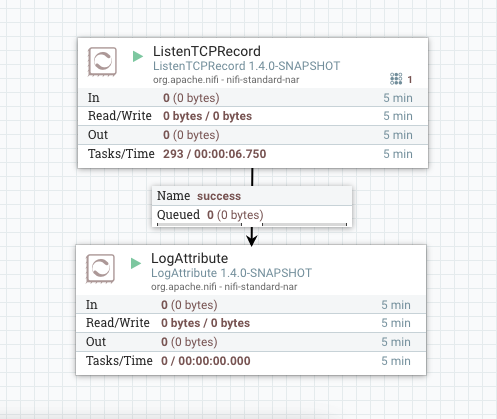 ListenTCPRecord
ListenTCPRecord 1.4.0-SNAPSHOT
org.apache.nifi - nifi-standard-nar
1
In 0 (0 bytes) 5 min
Read/Write 0 bytes / 0 bytes 5 min
Out 0 (0 bytes) 5 min
Tasks/Time 293 / 00:00:06.750 5 min
Name success
Queued 0 (0 bytes)
LogAttribute
LogAttribute 1.4.0-SNAPSHOT
org.apache.nifi - nifi-standard-nar
In 0 (0 bytes) 5 min
Read/Write 0 bytes / 0 bytes 5 min
Out 0 (0 bytes) 5 min
Tasks/Time 0 / 00:00:00.000 5 min